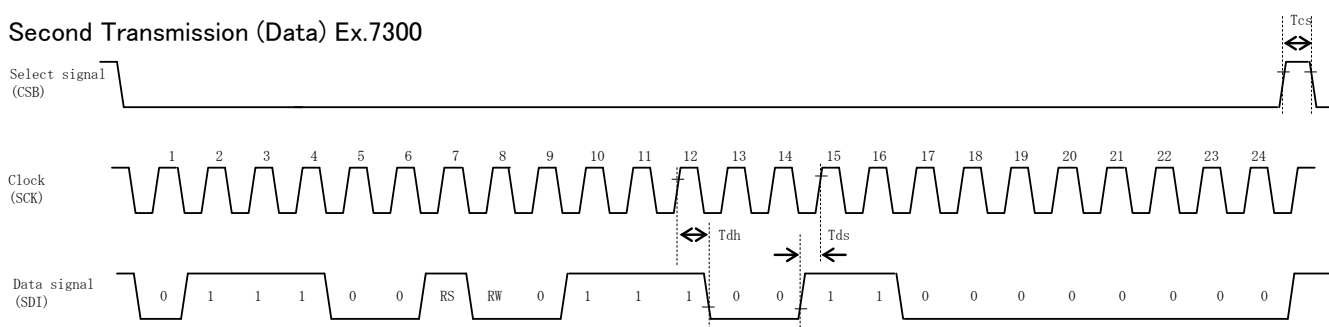 Second Transmission (Data) Ex.7300
Tcs
Select signal
(CSB)
1 2 3 4 5 6 7 8 9 10 11 12 13 14 15 16 17 18 19 20 21 22 23 24
Clock
(SCK)
Tdh Tds
Data signal
(SDI)
0 1 1 1 0 0 RS RW 0 1 1 1 0 0 1 1 0 0 0 0 0 0 0 0